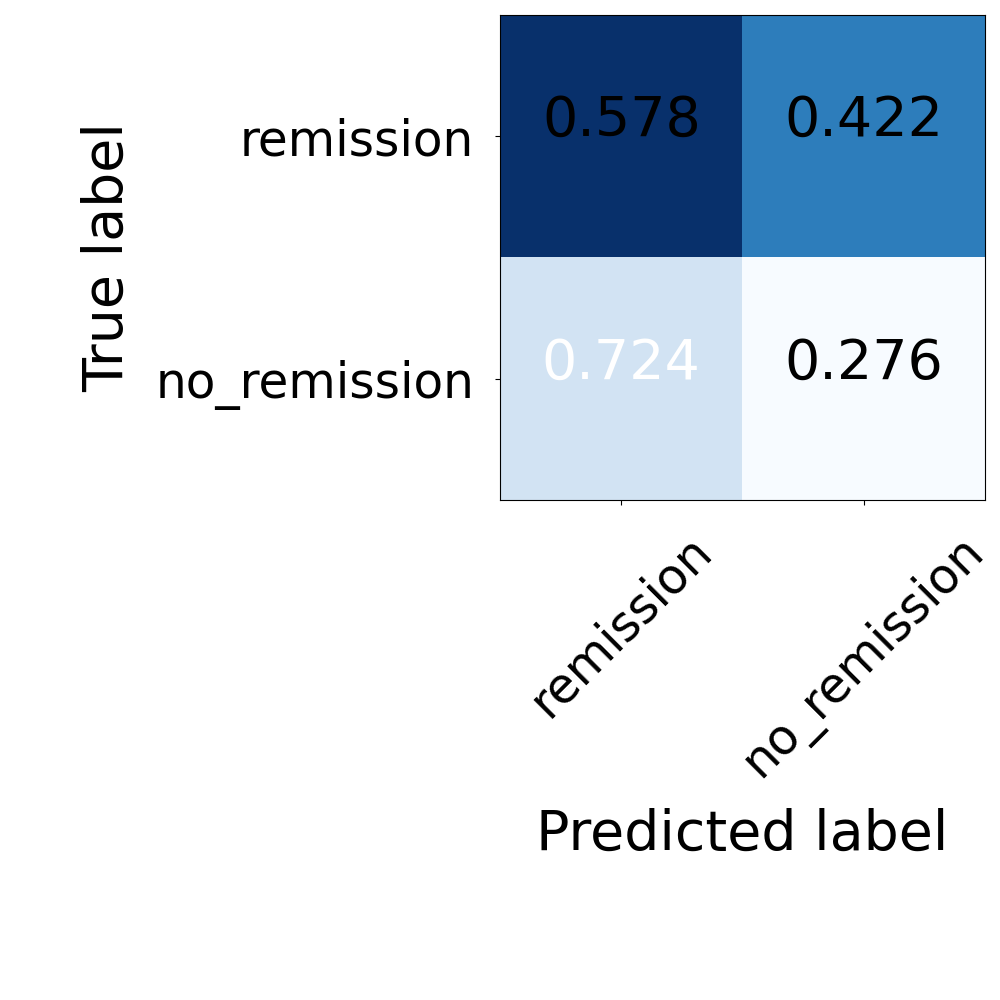 True label
remission
0.578 0.422
no_remission
0.724 0.276
remission
no_remission
Predicted label